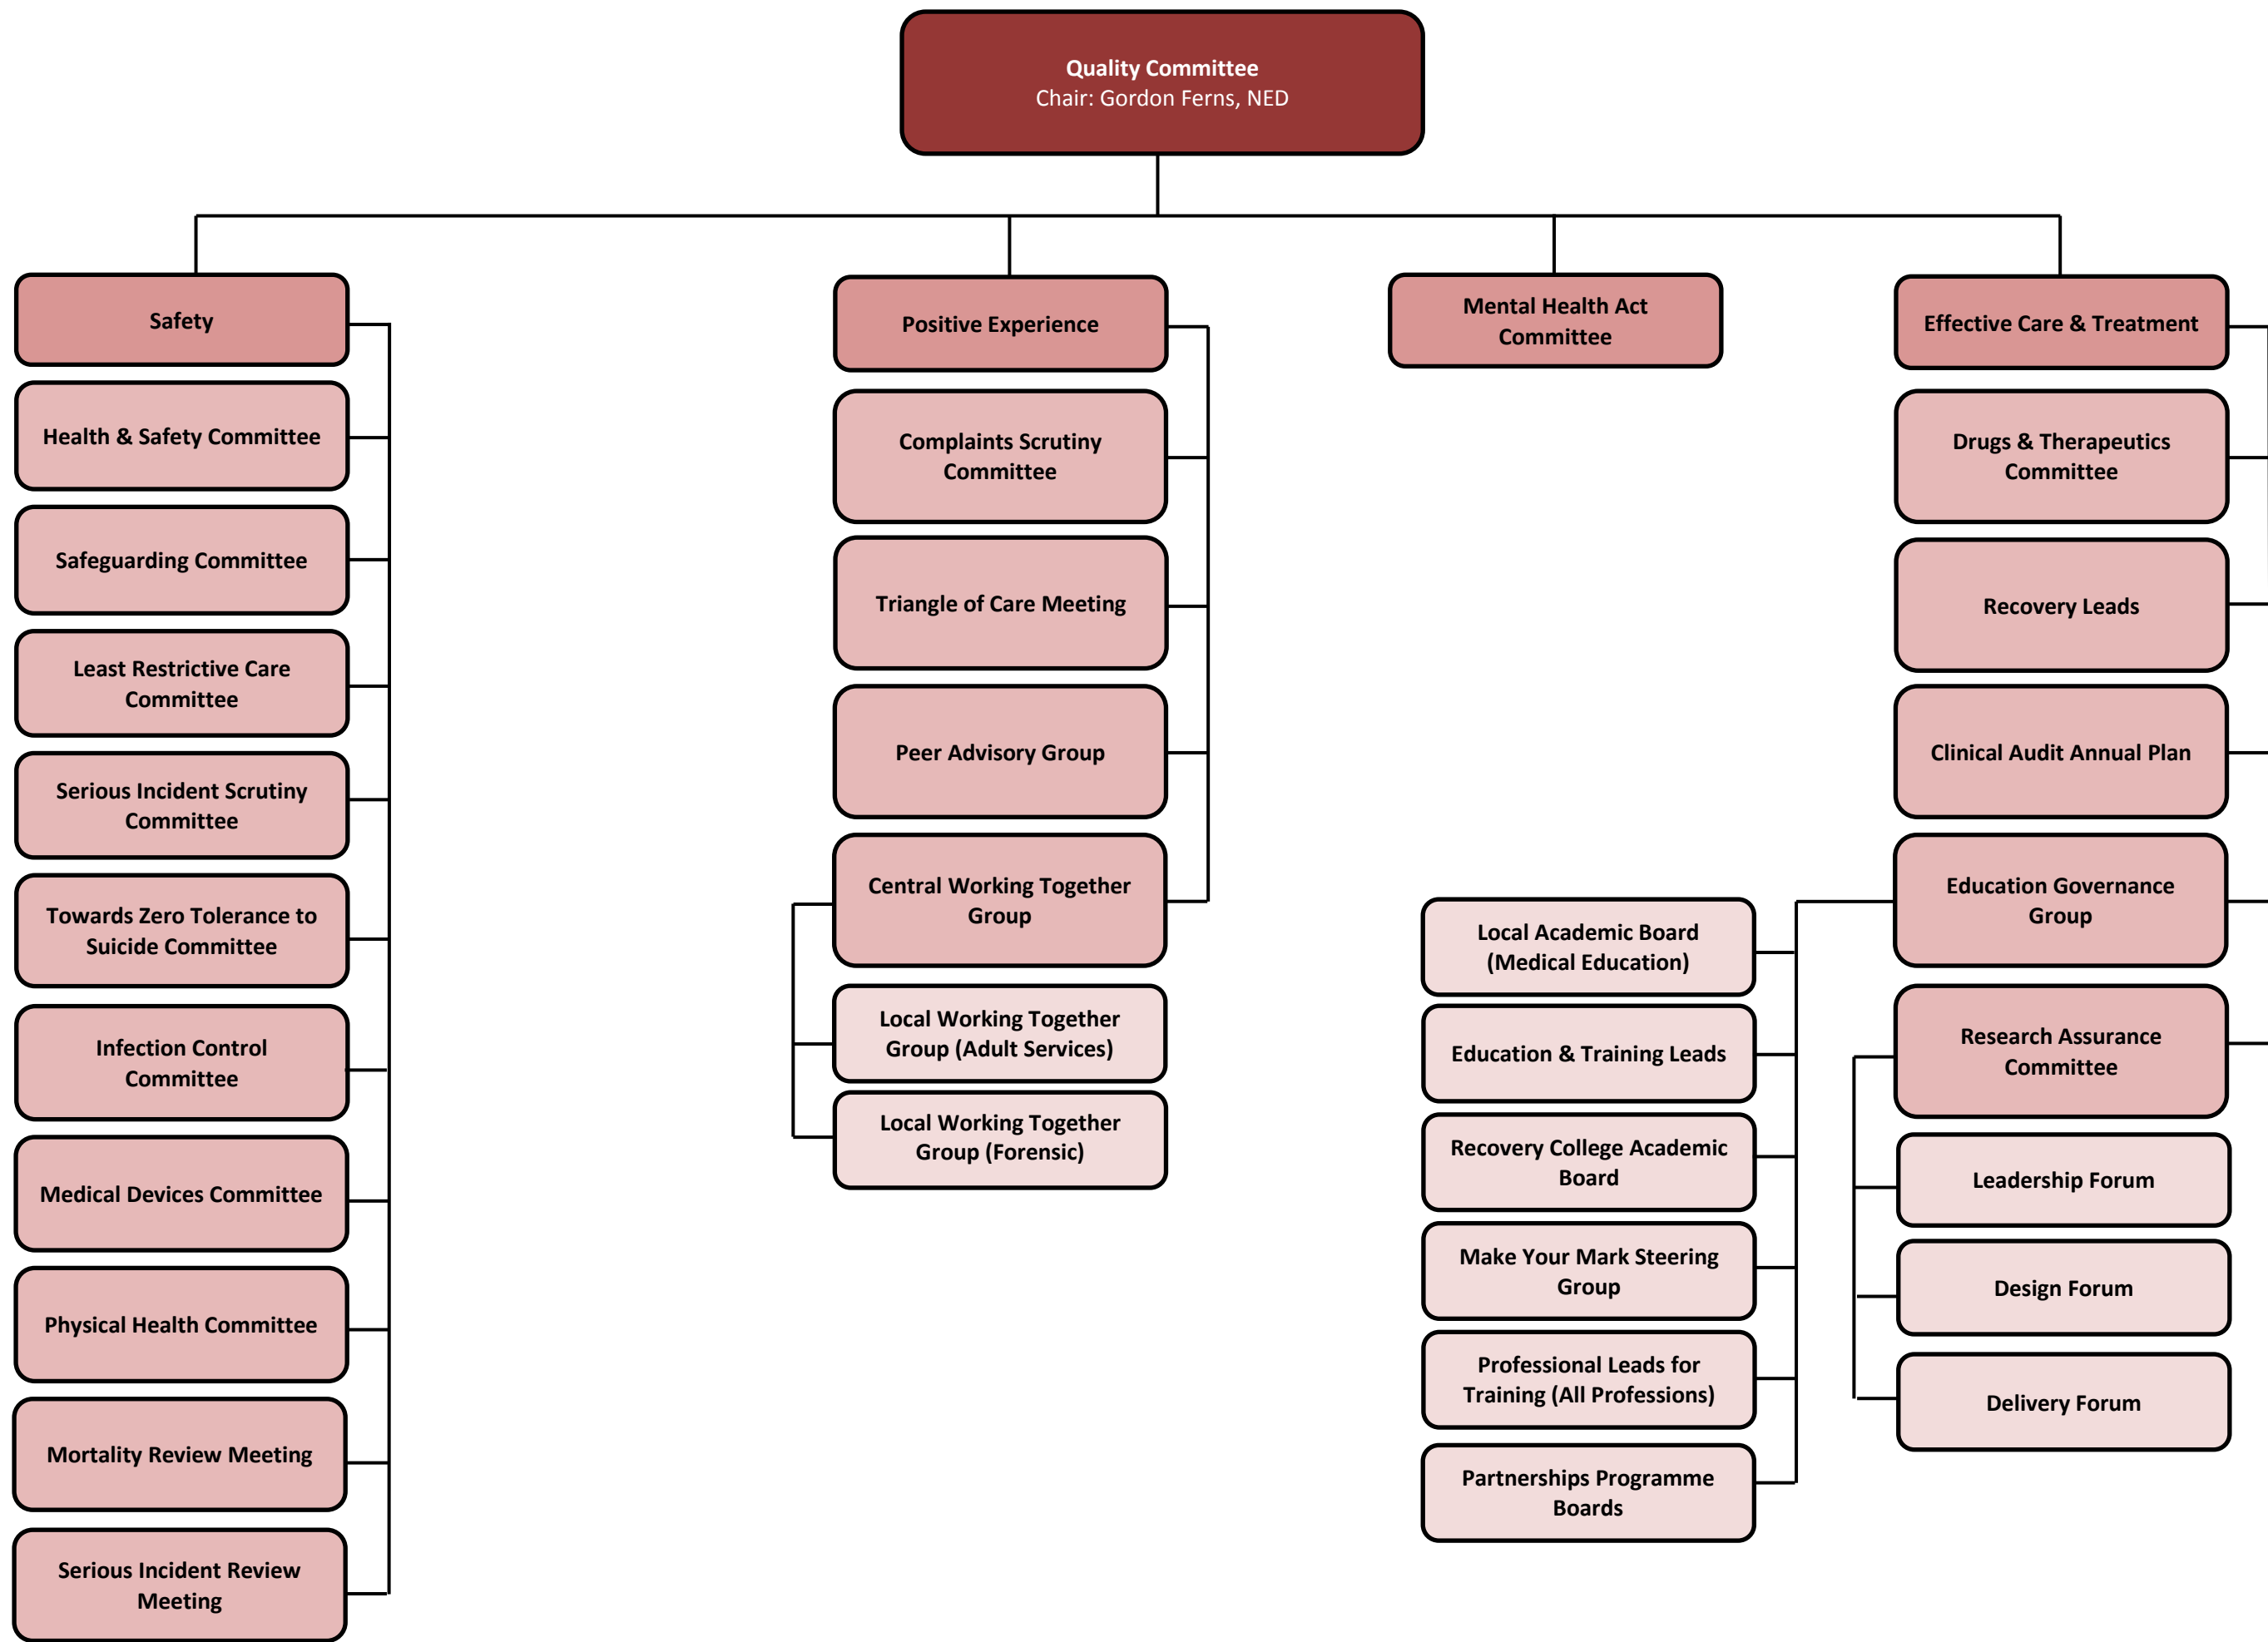 Quality Committee
Chair: Gordon Ferns, NED
Safety
Health & Safety Committee
Safeguarding Committee
Least Restrictive Care
Committee
Serious Incident Scrutiny
Committee
Towards Zero Tolerance to
Suicide Committee
Infection Control
Committee
Medical Devices Committee
Physical Health Committee
Mortality Review Meeting
Serious Incident Review
Meeting
Positive Experience
Complaints Scrutiny
Committee
Triangle of Care Meeting
Peer Advisory Group
Central Working Together
Group
Local Working Together
Group (Adult Services)
Local Working Together
Group (Forensic)
Mental Health Act
Committee
Effective Care & Treatment
Drugs & Therapeutics
Committee
Recovery Leads
Clinical Audit Annual Plan
Education Governance
Group
Local Academic Board
(Medical Education)
Education & Training Leads
Recovery College Academic
Board
Make Your Mark Steering
Group
Professional Leads for
Training (All Professions)
Partnerships Programme
Boards
Research Assurance
Committee
Leadership Forum
Design Forum
Delivery Forum